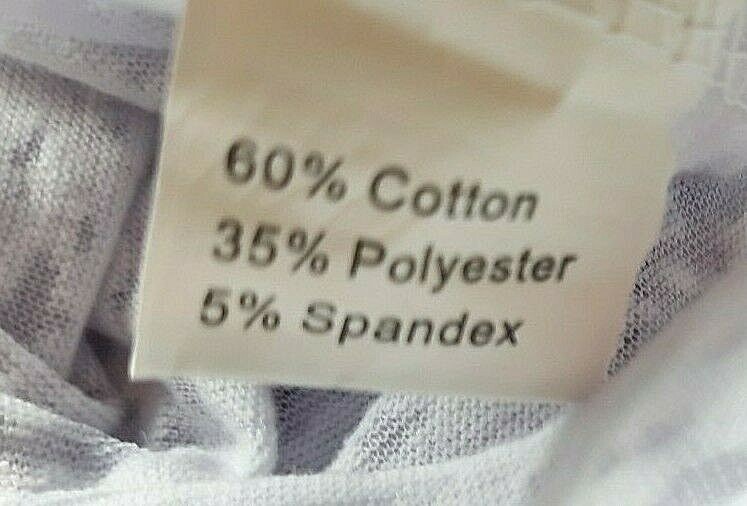 60% Cotton
35% Polyester
5% Spandex